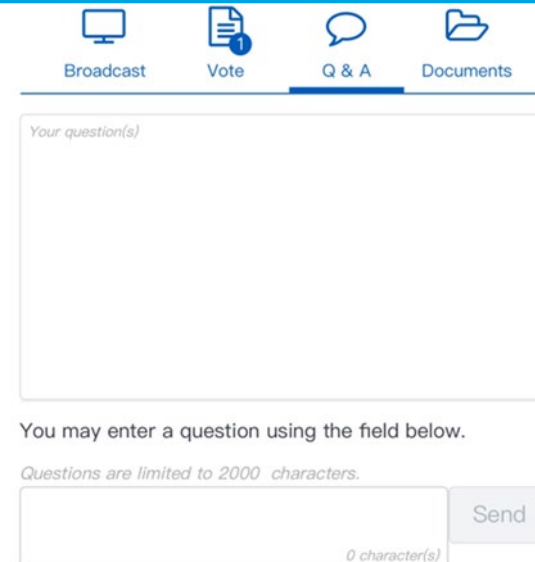 1
Broadcast Vote Q & A Documents
Your question(s)
You may enter a question using the field below.
Questions are limited to 2000 characters.
Send
0 character(s)